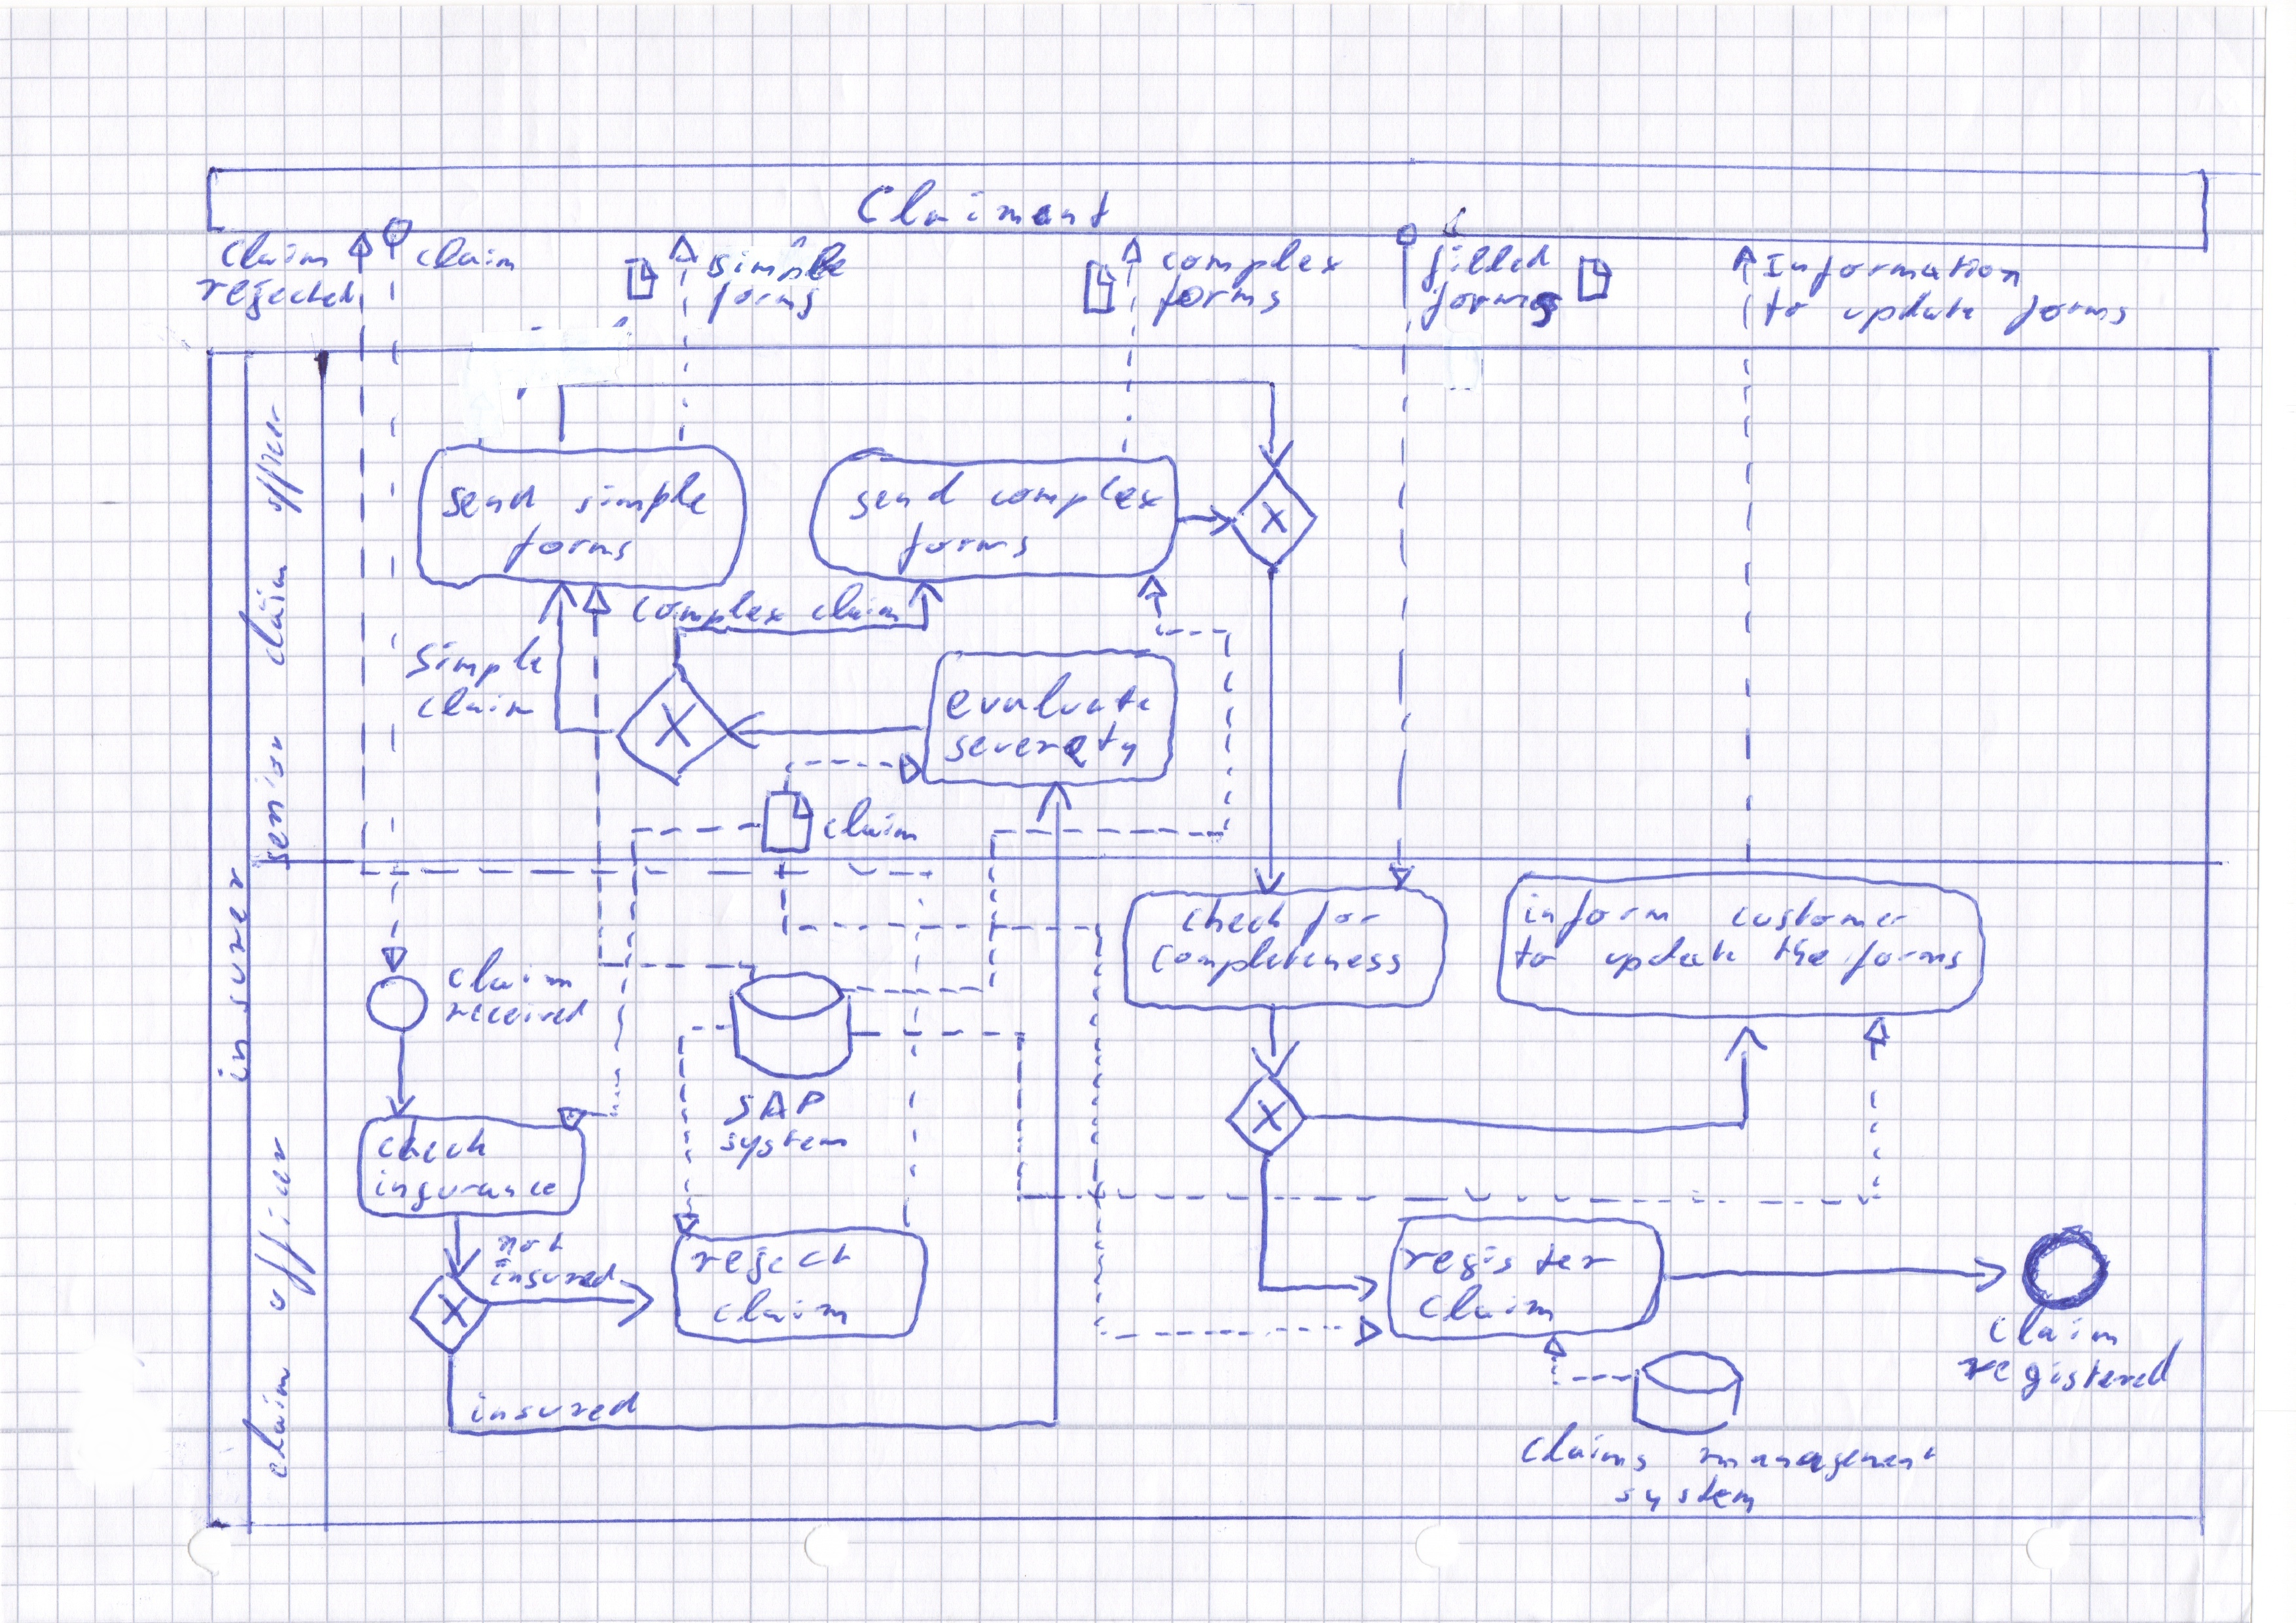 Claiment
claim
rejected
claim
simple
forms
complex
forms
filled
forms
Information
to update forms
insurer
senior claim officer
claim officer
send simple
forms
send complex
forms
complex claim
simple
claim
evaluate
severety
claim
X
X
claim
received
check for
completeness
inform customer
to update the forms
SAP
system
X
check
insurance
not
insured
X
reject
claim
register
claim
claim
registered
insured
claims management
system